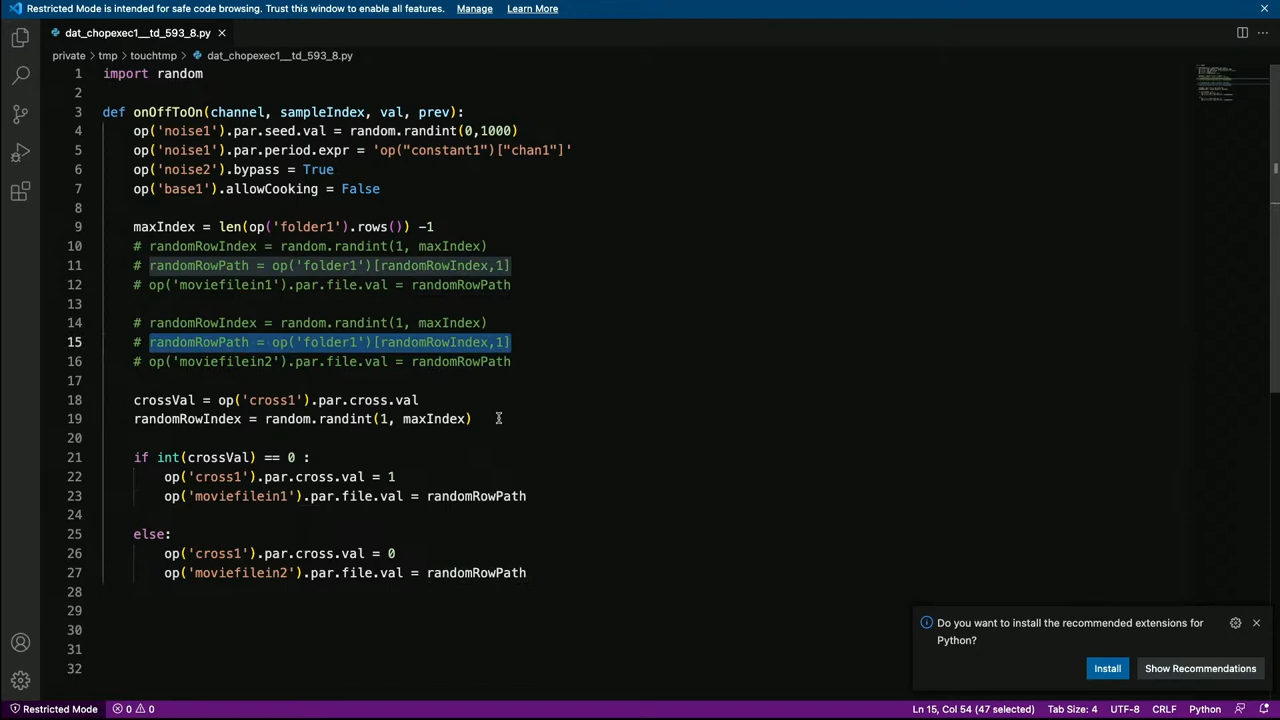 Restricted Mode is intended for safe code browsing. Trust this window to enable all features. Manage Learn More
dat_chopexec1__td_593_8.py
private > tmp > touchtmp > dat_chopexec1__td_593_8.py
1 import random
2
3 def onOffToOn(channel, sampleIndex, val, prev):
4 op('noise1').par.seed.val = random.randint(0,1000)
5 op('noise1').par.period.expr = 'op("constant1")["chan1"]'
6 op('noise2').bypass = True
7 op('base1').allowCooking = False
8
9 maxIndex = len(op('folder1').rows()) -1
10 # randomRowIndex = random.randint(1, maxIndex)
11 # randomRowPath = op('folder1')[randomRowIndex,1]
12 # op('moviefilein1').par.file.val = randomRowPath
13
14 # randomRowIndex = random.randint(1, maxIndex)
15 # randomRowPath = op('folder1')[randomRowIndex,1]
16 # op('moviefilein2').par.file.val = randomRowPath
17
18 crossVal = op('cross1').par.cross.val
19 randomRowIndex = random.randint(1, maxIndex)
20
21 if int(crossVal) == 0 :
22 op('cross1').par.cross.val = 1
23 op('moviefilein1').par.file.val = randomRowPath
24
25 else:
26 op('cross1').par.cross.val = 0
27 op('moviefilein2').par.file.val = randomRowPath
28
29
30
31
32
Do you want to install the recommended extensions for
Python?
Install Show Recommendations
Restricted Mode 0 0 Ln 15, Col 54 (47 selected) Tab Size: 4 UTF-8 CRLF Python